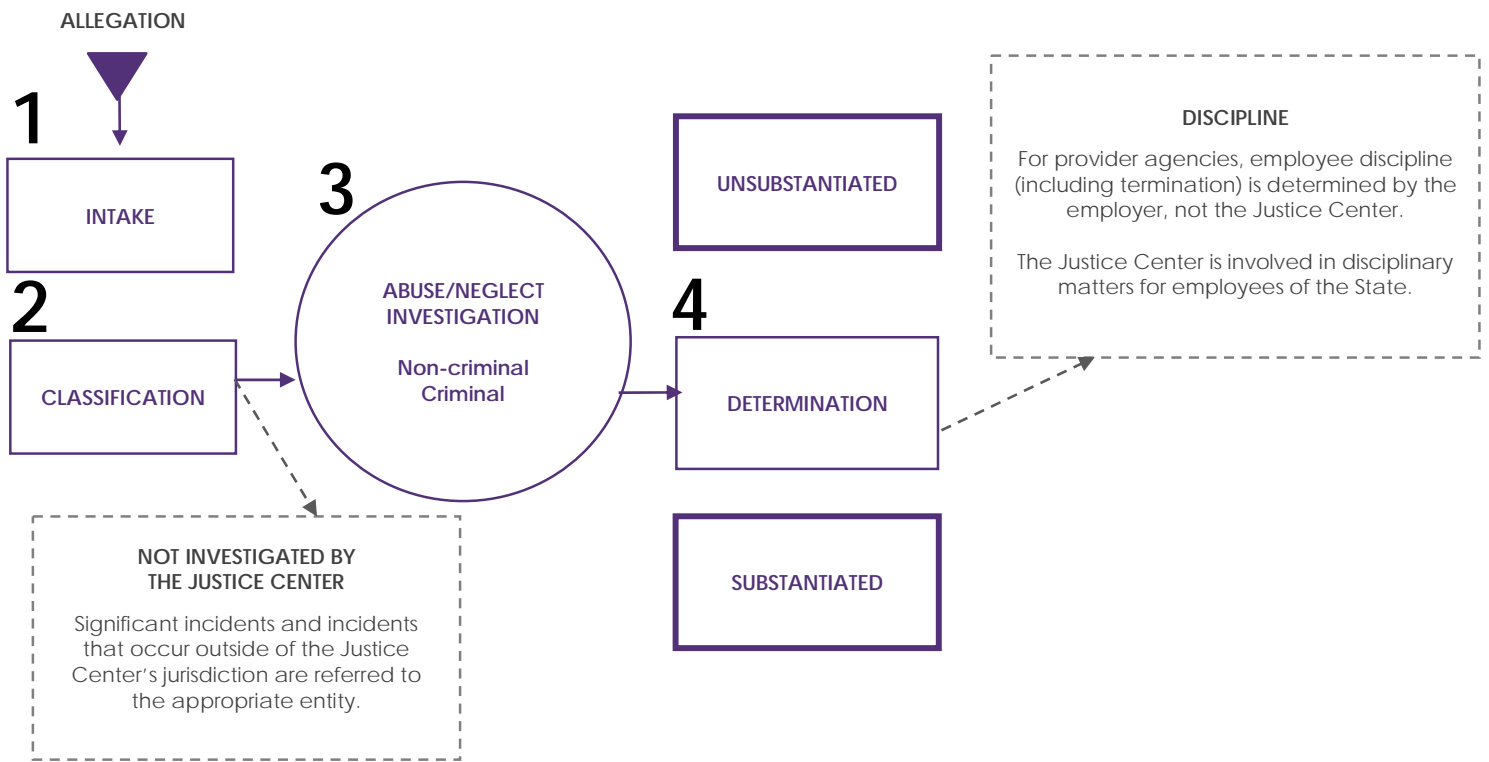 ALLEGATION
1
INTAKE
2
CLASSIFICATION
NOT INVESTIGATED BY
THE JUSTICE CENTER
Significant incidents and incidents
that occur outside of the Justice
Center's jurisdiction are referred to
the appropriate entity.
3
ABUSE/NEGLECT
INVESTIGATION
Non-criminal
Criminal
UNSUBSTANTIATED
4
DETERMINATION
SUBSTANTIATED
DISCIPLINE
For provider agencies, employee discipline
(including termination) is determined by the
employer, not the Justice Center.
The Justice Center is involved in disciplinary
matters for employees of the State.